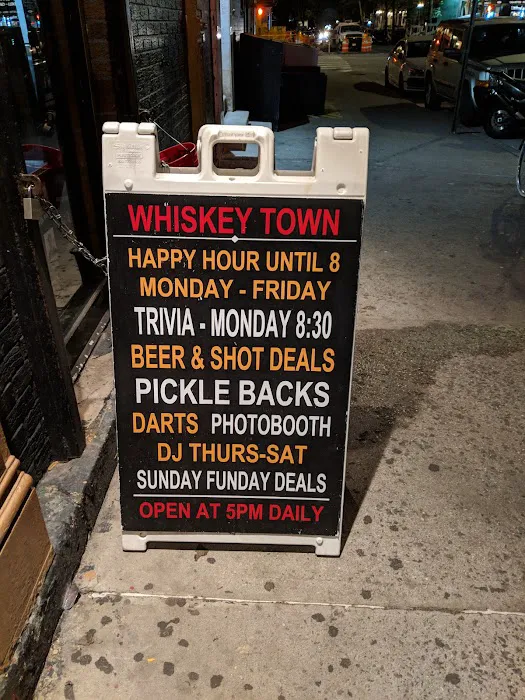 WHISKEY TOWN
HAPPY HOUR UNTIL 8
MONDAY - FRIDAY
TRIVIA - MONDAY 8:30
BEER & SHOT DEALS
PICKLE BACKS
DARTS PHOTOBOOTH
DJ THURS-SAT
SUNDAY FUNDAY DEALS
OPEN AT 5PM DAILY